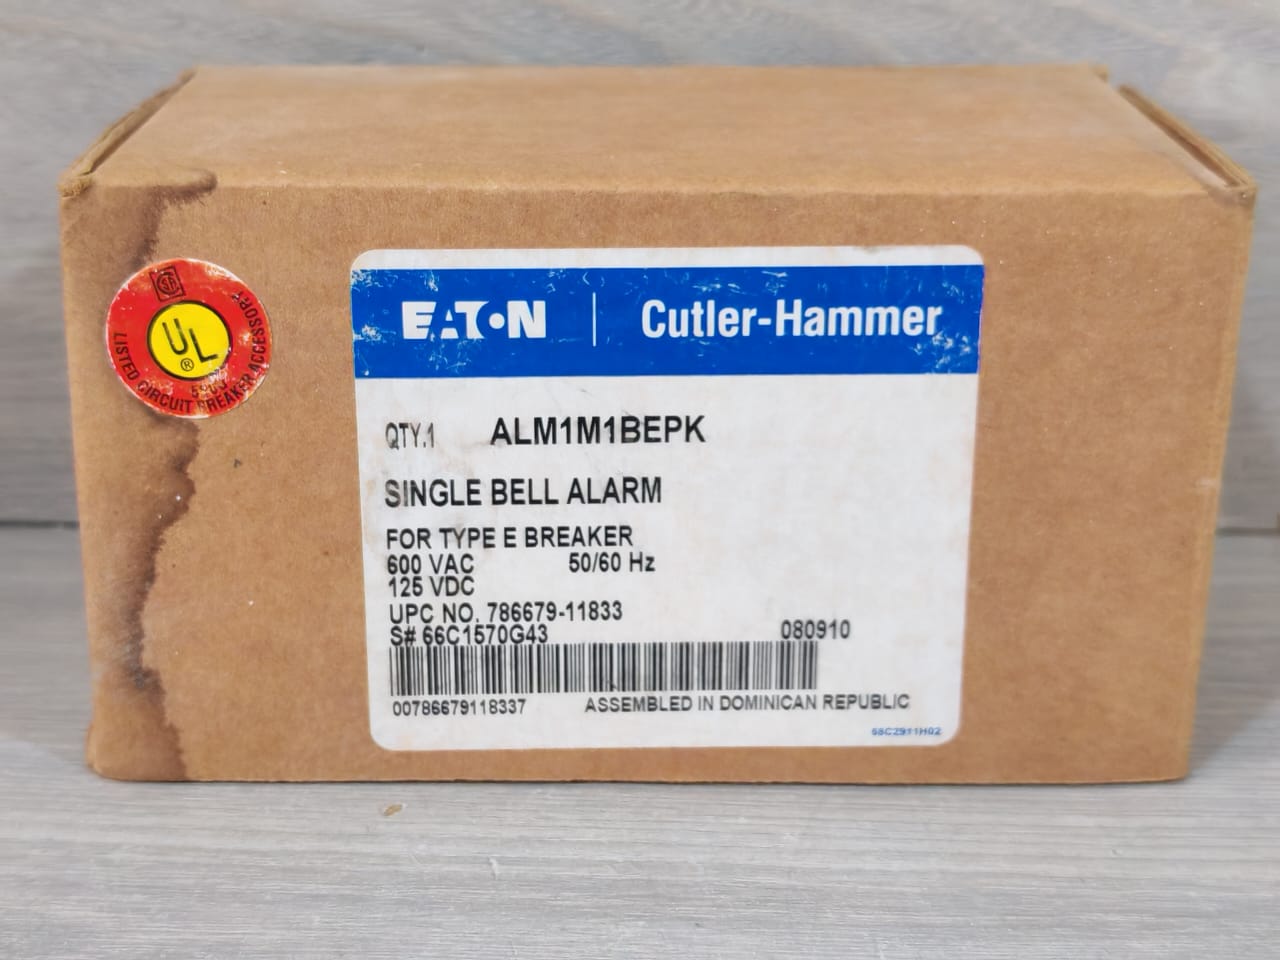 EATON | Cutler-Hammer
QTY.1 ALM1M1BEPK
SINGLE BELL ALARM
FOR TYPE E BREAKER
600 VAC 50/60 Hz
125 VDC
UPC NO. 786679-11833
S# 66C1570G43 080910
00786679118337 ASSEMBLED IN DOMINICAN REPUBLIC
UL
®
LISTED CIRCUIT BREAKER ACCESSORY